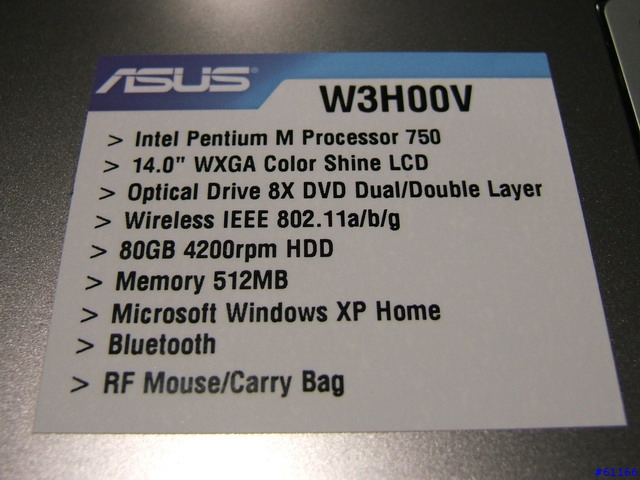 ASUS®
W3H00V
> Intel Pentium M Processor 750
> 14.0" WXGA Color Shine LCD
> Optical Drive 8X DVD Dual/Double Layer
> Wireless IEEE 802.11a/b/g
> 80GB 4200rpm HDD
> Memory 512MB
> Microsoft Windows XP Home
> Bluetooth
> RF Mouse/Carry Bag
#61166